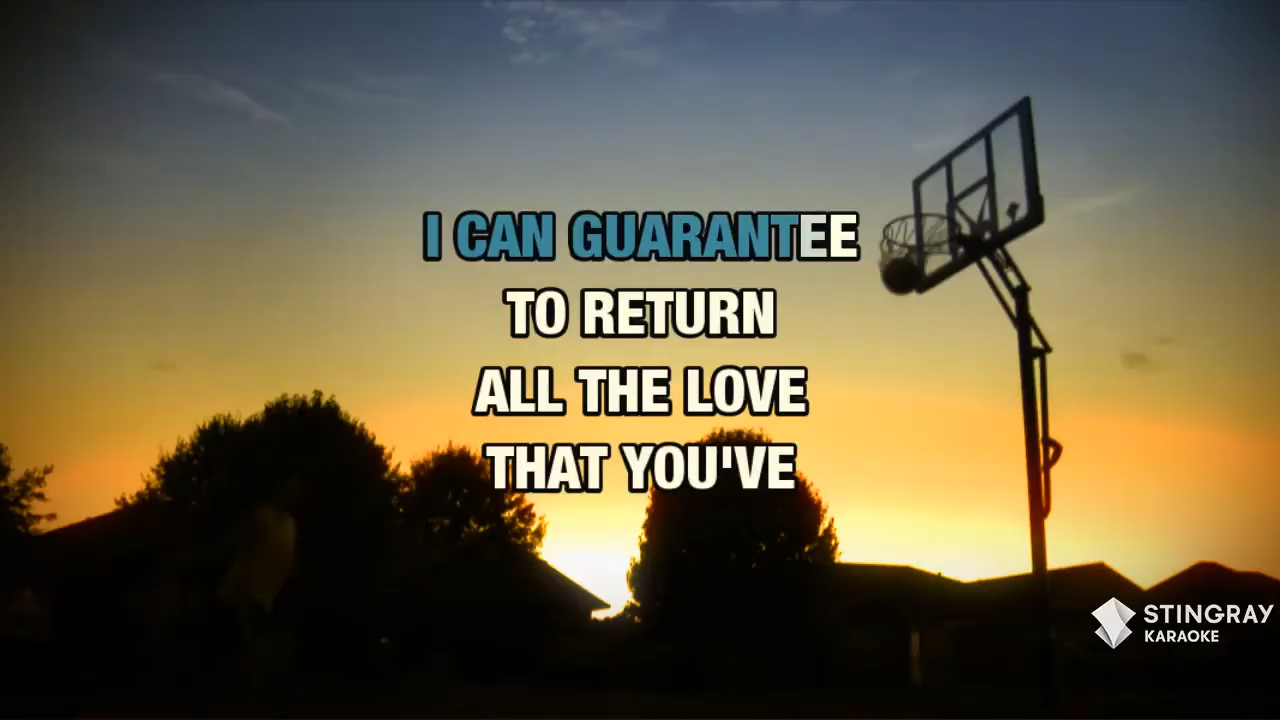 I CAN GUARANTEE
TO RETURN
ALL THE LOVE
THAT YOU'VE
STINGRAY
KARAOKE